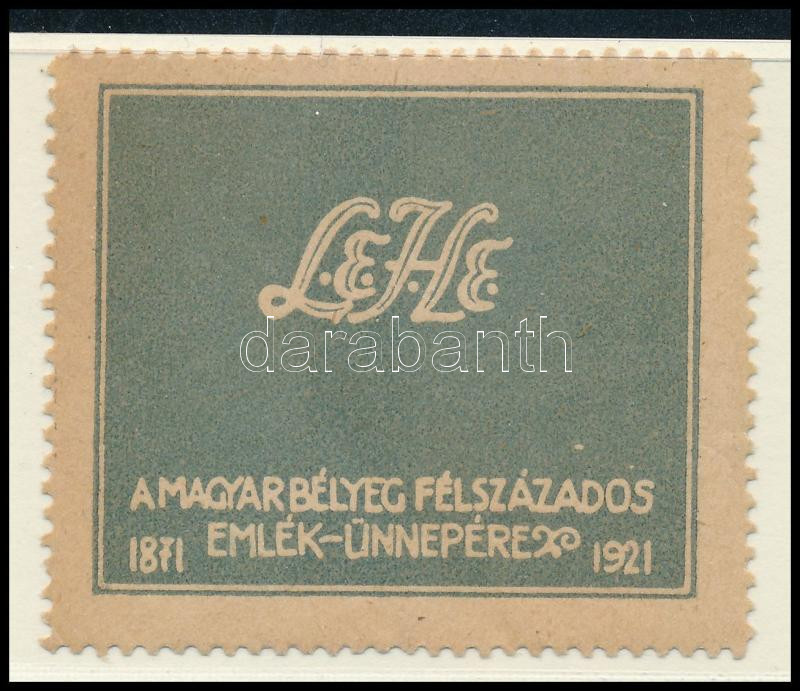 L.E.H.E.
darabanth
A MAGYAR BÉLYEG FÉLSZÁZADOS
1871 EMLÉK-ÜNNEPÉRE 1921